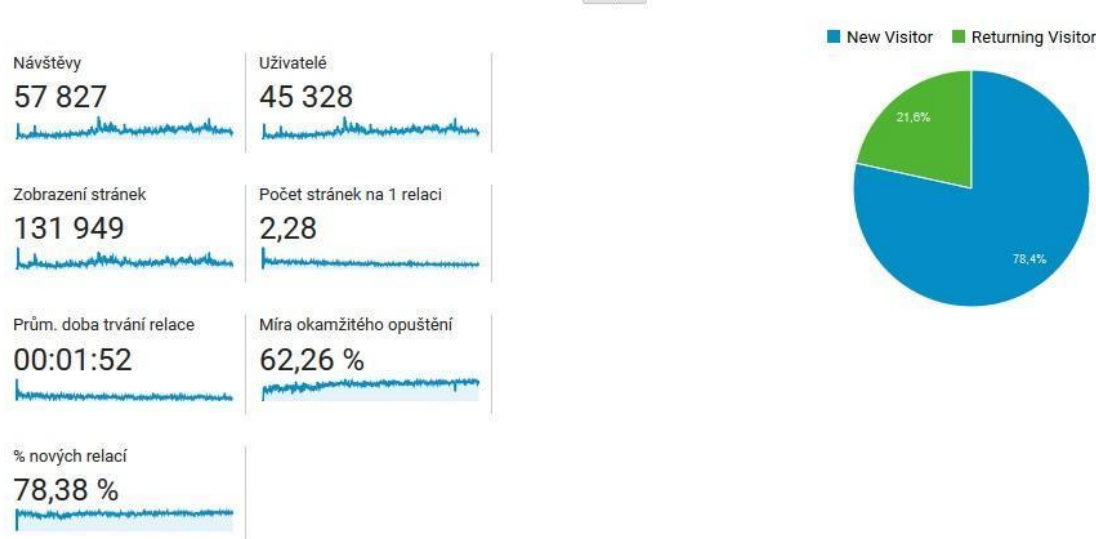 Návštěvy
57 827
Uživatelé
45 328
Zobrazení stránek
131 949
Počet stránek na 1 relaci
2,28
Prům. doba trvání relace
00:01:52
Míra okamžitého opuštění
62,26 %
% nových relací
78,38 %
New Visitor
Returning Visitor
21,6%
78,4%